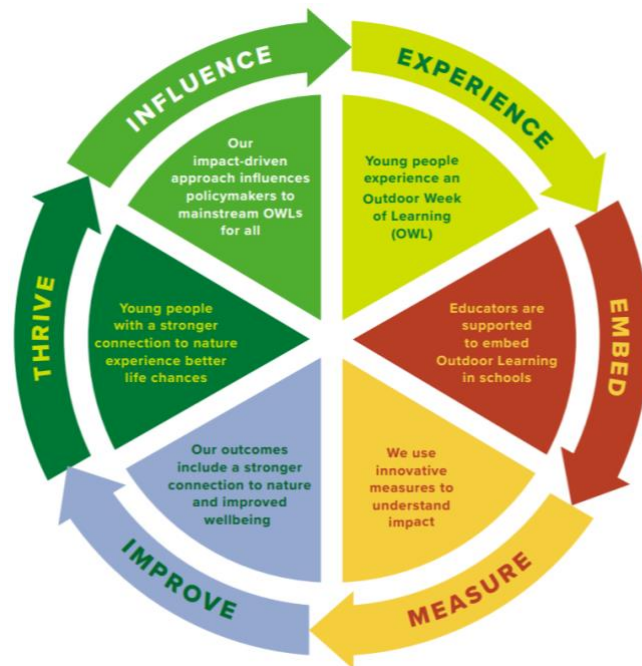 INFLUENCE
EXPERIENCE
Our
impact-driven
approach influences
policymakers to
mainstream OWLs
for all
Young people
experience an
Outdoor Week
of Learning
(OWL)
THRIVE
Young people
with a stronger
connection to nature
experience better
life chances
Educators are
supported
to embed
Outdoor Learning
in schools
EMBED
Our outcomes
include a stronger
connection to nature
and improved
wellbeing
We use
innovative
measures to
understand
impact
IMPROVE
MEASURE